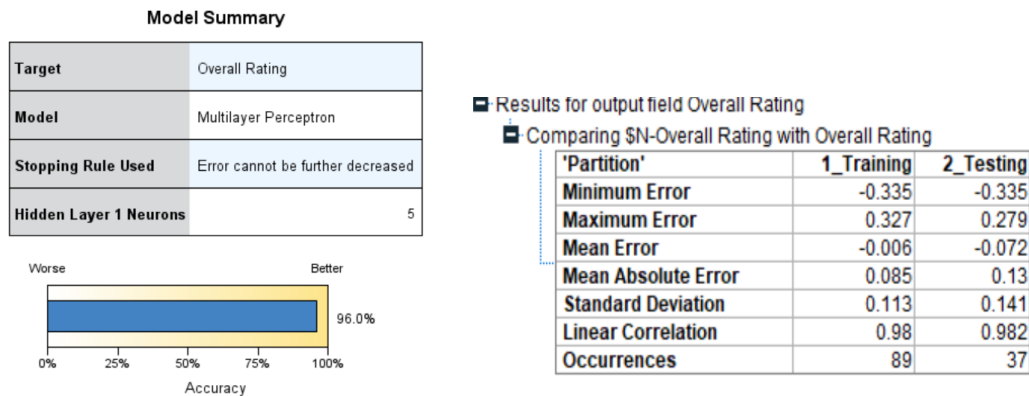 Model Summary
Target Overall Rating
Model Multilayer Perceptron
Stopping Rule Used Error cannot be further decreased
Hidden Layer 1 Neurons 5
Worse Better
96.0%
0% 25% 50% 75% 100%
Accuracy
Results for output field Overall Rating
Comparing $N-Overall Rating with Overall Rating
'Partition' 1_Training 2_Testing
Minimum Error -0.335 -0.335
Maximum Error 0.327 0.279
Mean Error -0.006 -0.072
Mean Absolute Error 0.085 0.13
Standard Deviation 0.113 0.141
Linear Correlation 0.98 0.982
Occurrences 89 37